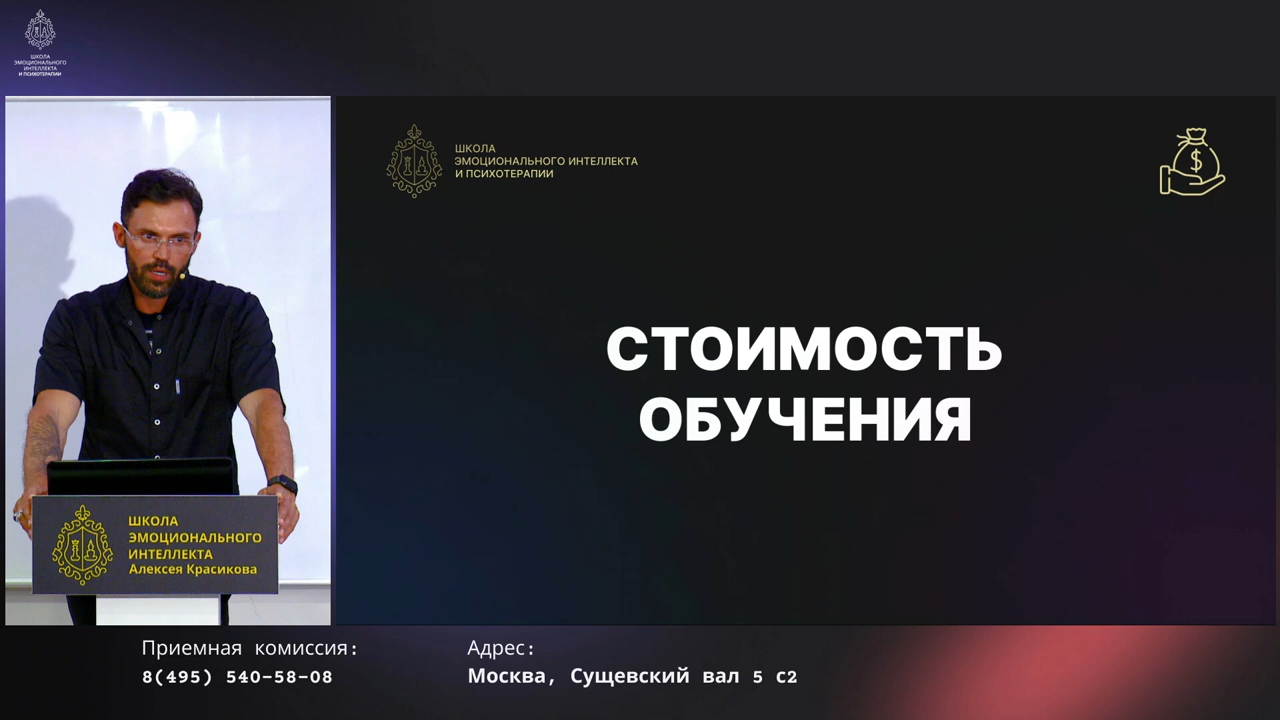 ШКОЛА
ЭМОЦИОНАЛЬНОГО
ИНТЕЛЛЕКТА
И ПСИХОТЕРАПИИ
ШКОЛА
ЭМОЦИОНАЛЬНОГО ИНТЕЛЛЕКТА
И ПСИХОТЕРАПИИ
$
СТОИМОСТЬ
ОБУЧЕНИЯ
ШКОЛА
ЭМОЦИОНАЛЬНОГО
ИНТЕЛЛЕКТА
Алексея Красикова
Приемная комиссия:
8(495) 540-58-08
Адрес:
Москва, Сущевский вал 5 с2